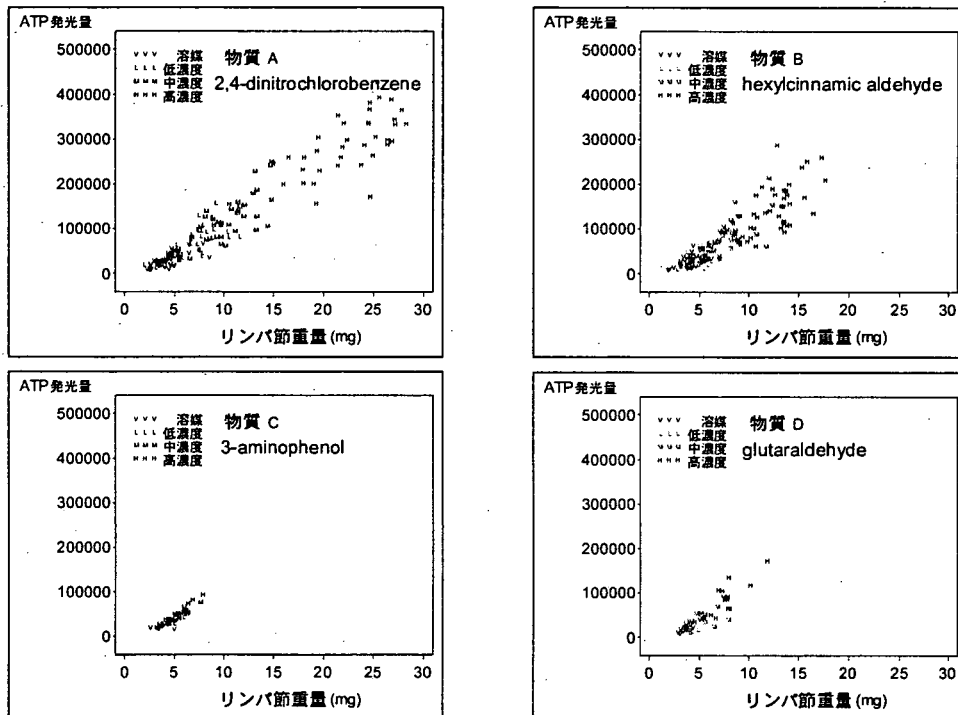 ATP発光量
500000
400000
300000
200000
100000
0
V V V 溶媒
L L L 低濃度
M M M 中濃度
H H H 高濃度
物質 A
2,4-dinitrochlorobenzene
0 5 10 15 20 25 30
リンパ節重量 (mg)
ATP発光量
500000
400000
300000
200000
100000
0
V V V 溶媒
低濃度
中濃度
H H H 高濃度
物質 B
hexylcinnamic aldehyde
0 5 10 15 20 25 30
リンパ節重量 (mg)
ATP発光量
500000
400000
300000
200000
100000
0
V V V 溶媒
L L L 低濃度
M M M 中濃度
H H H 高濃度
物質 C
3-aminophenol
0 5 10 15 20 25 30
リンパ節重量 (mg)
ATP発光量
500000
400000
300000
200000
100000
0
V V V 溶媒
低濃度
中濃度
H H H 高濃度
物質 D
glutaraldehyde
0 5 10 15 20 25 30
リンパ節重量 (mg)